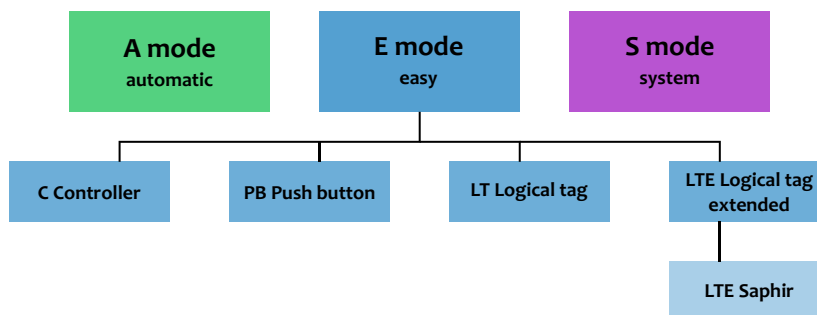 A mode
automatic
E mode
easy
S mode
system
C Controller
PB Push button
LT Logical tag
LTE Logical tag
extended
LTE Saphir